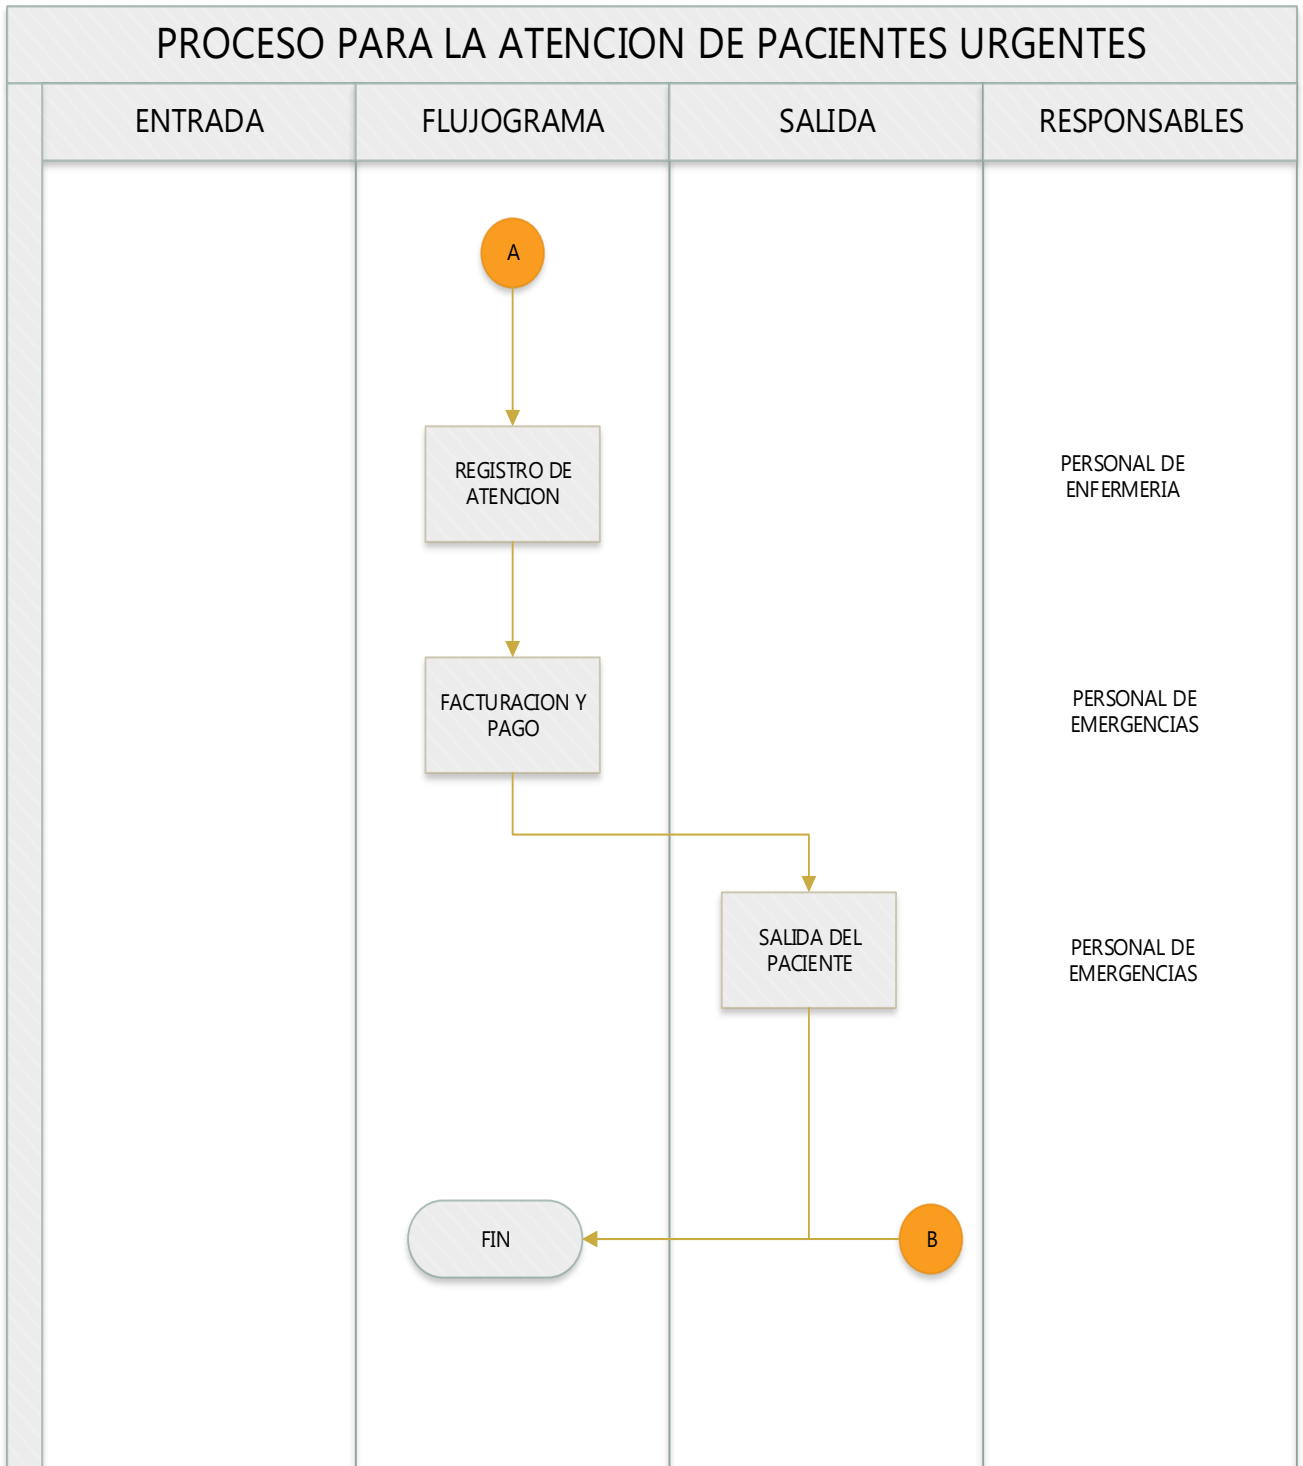 PROCESO PARA LA ATENCION DE PACIENTES URGENTES
ENTRADA
FLUJOGRAMA
SALIDA
RESPONSABLES
A
REGISTRO DE
ATENCION
PERSONAL DE
ENFERMERIA
FACTURACION Y
PAGO
PERSONAL DE
EMERGENCIAS
SALIDA DEL
PACIENTE
PERSONAL DE
EMERGENCIAS
FIN
B